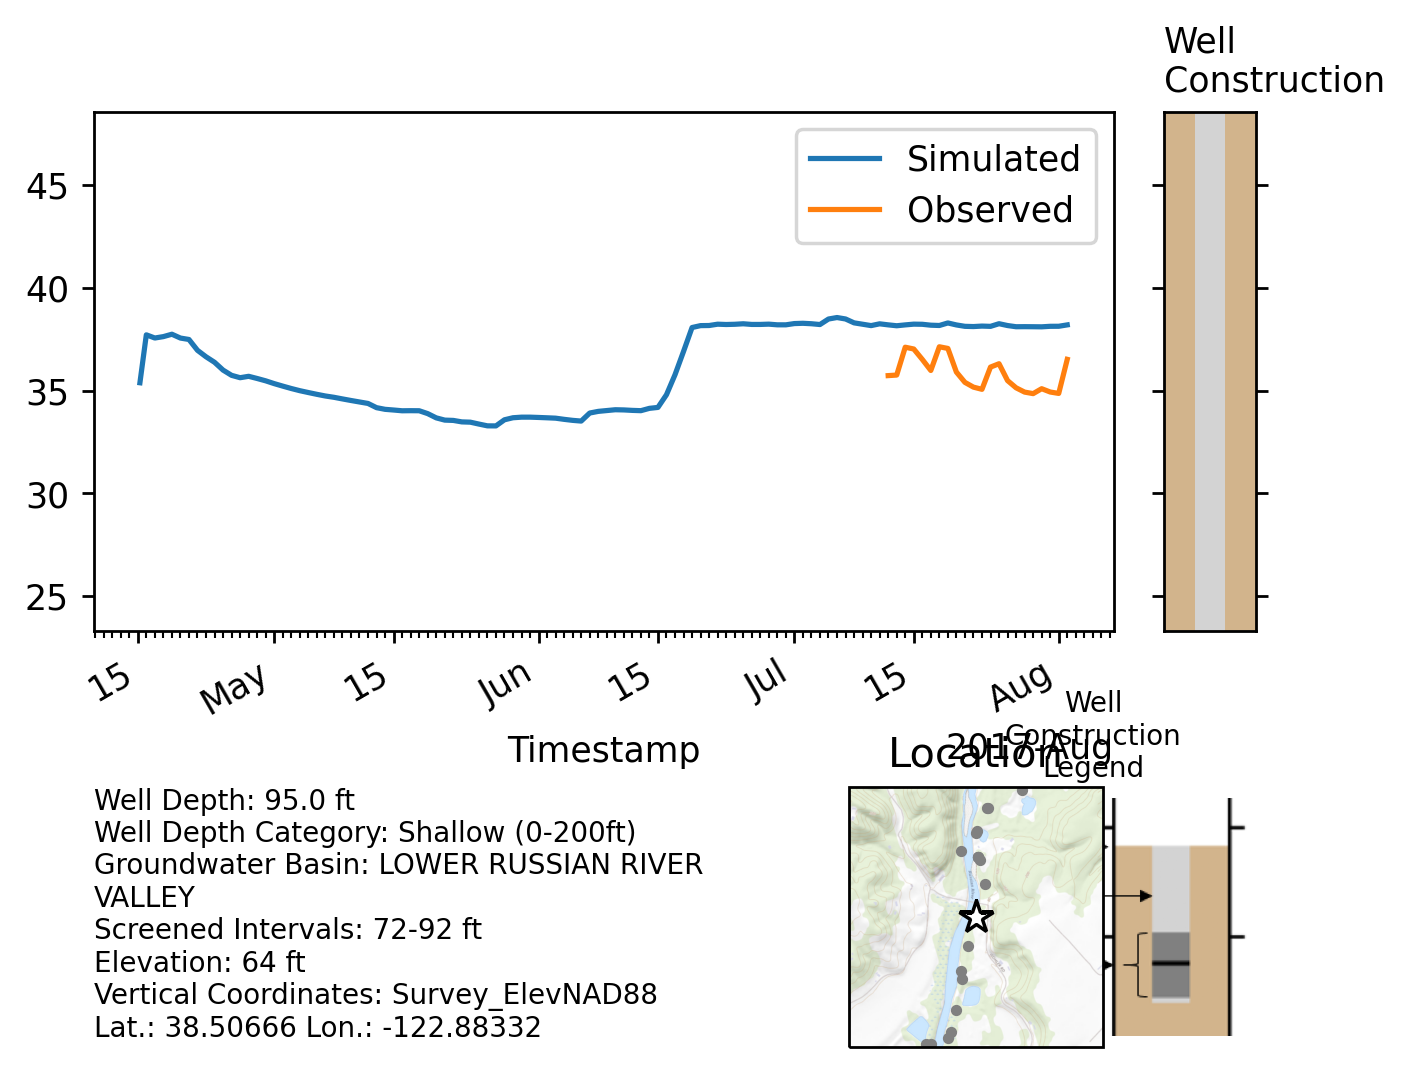 Well
Construction
Simulated
Observed
45
40
35
30
25
15
May
15
Jun
15
Jul
15
Aug
2017-Aug
Timestamp
Location
Well
Construction
Legend
Well Depth: 95.0 ft
Well Depth Category: Shallow (0-200ft)
Groundwater Basin: LOWER RUSSIAN RIVER
VALLEY
Screened Intervals: 72-92 ft
Elevation: 64 ft
Vertical Coordinates: Survey_ElevNAD88
Lat.: 38.50666 Lon.: -122.88332